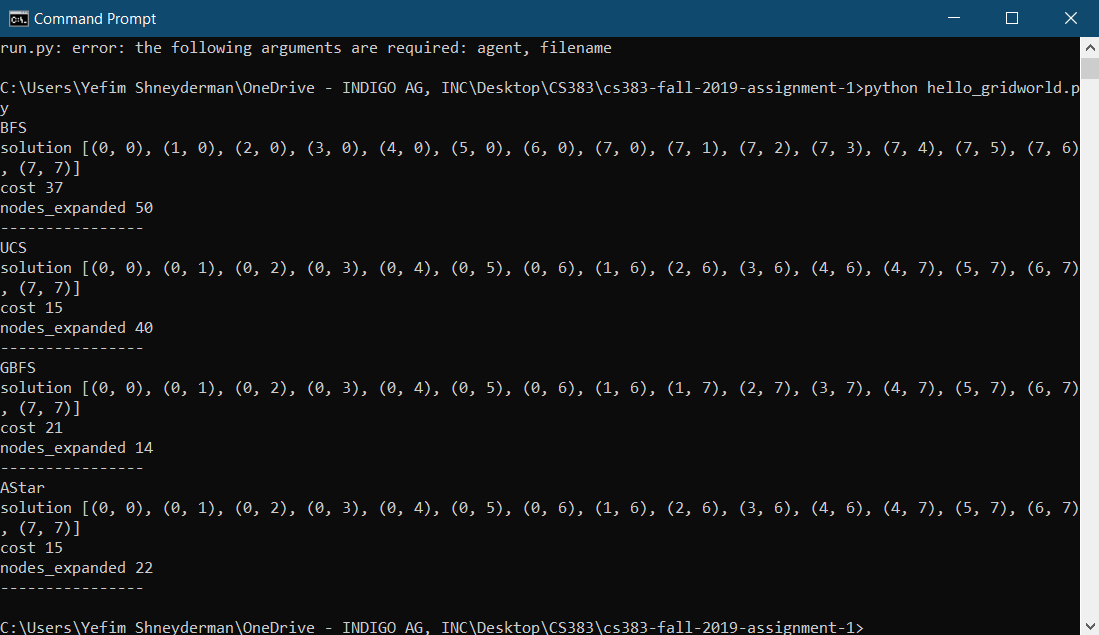 Command Prompt
run.py: error: the following arguments are required: agent, filename
C:\Users\Yefim Shneyderman\OneDrive - INDIGO AG, INC\Desktop\CS383\cs383-fall-2019-assignment-1>python hello_gridworld.p
y
BFS
solution [(0, 0), (1, 0), (2, 0), (3, 0), (4, 0), (5, 0), (6, 0), (7, 0), (7, 1), (7, 2), (7, 3), (7, 4), (7, 5), (7, 6)
, (7, 7)]
cost 37
nodes_expanded 50
----------------
UCS
solution [(0, 0), (0, 1), (0, 2), (0, 3), (0, 4), (0, 5), (0, 6), (1, 6), (2, 6), (3, 6), (4, 6), (4, 7), (5, 7), (6, 7)
, (7, 7)]
cost 15
nodes_expanded 40
----------------
GBFS
solution [(0, 0), (0, 1), (0, 2), (0, 3), (0, 4), (0, 5), (0, 6), (1, 6), (1, 7), (2, 7), (3, 7), (4, 7), (5, 7), (6, 7)
, (7, 7)]
cost 21
nodes_expanded 14
----------------
AStar
solution [(0, 0), (0, 1), (0, 2), (0, 3), (0, 4), (0, 5), (0, 6), (1, 6), (2, 6), (3, 6), (4, 6), (4, 7), (5, 7), (6, 7)
, (7, 7)]
cost 15
nodes_expanded 22
----------------
C:\Users\Yefim Shneyderman\OneDrive - INDIGO AG, INC\Desktop\CS383\cs383-fall-2019-assignment-1>